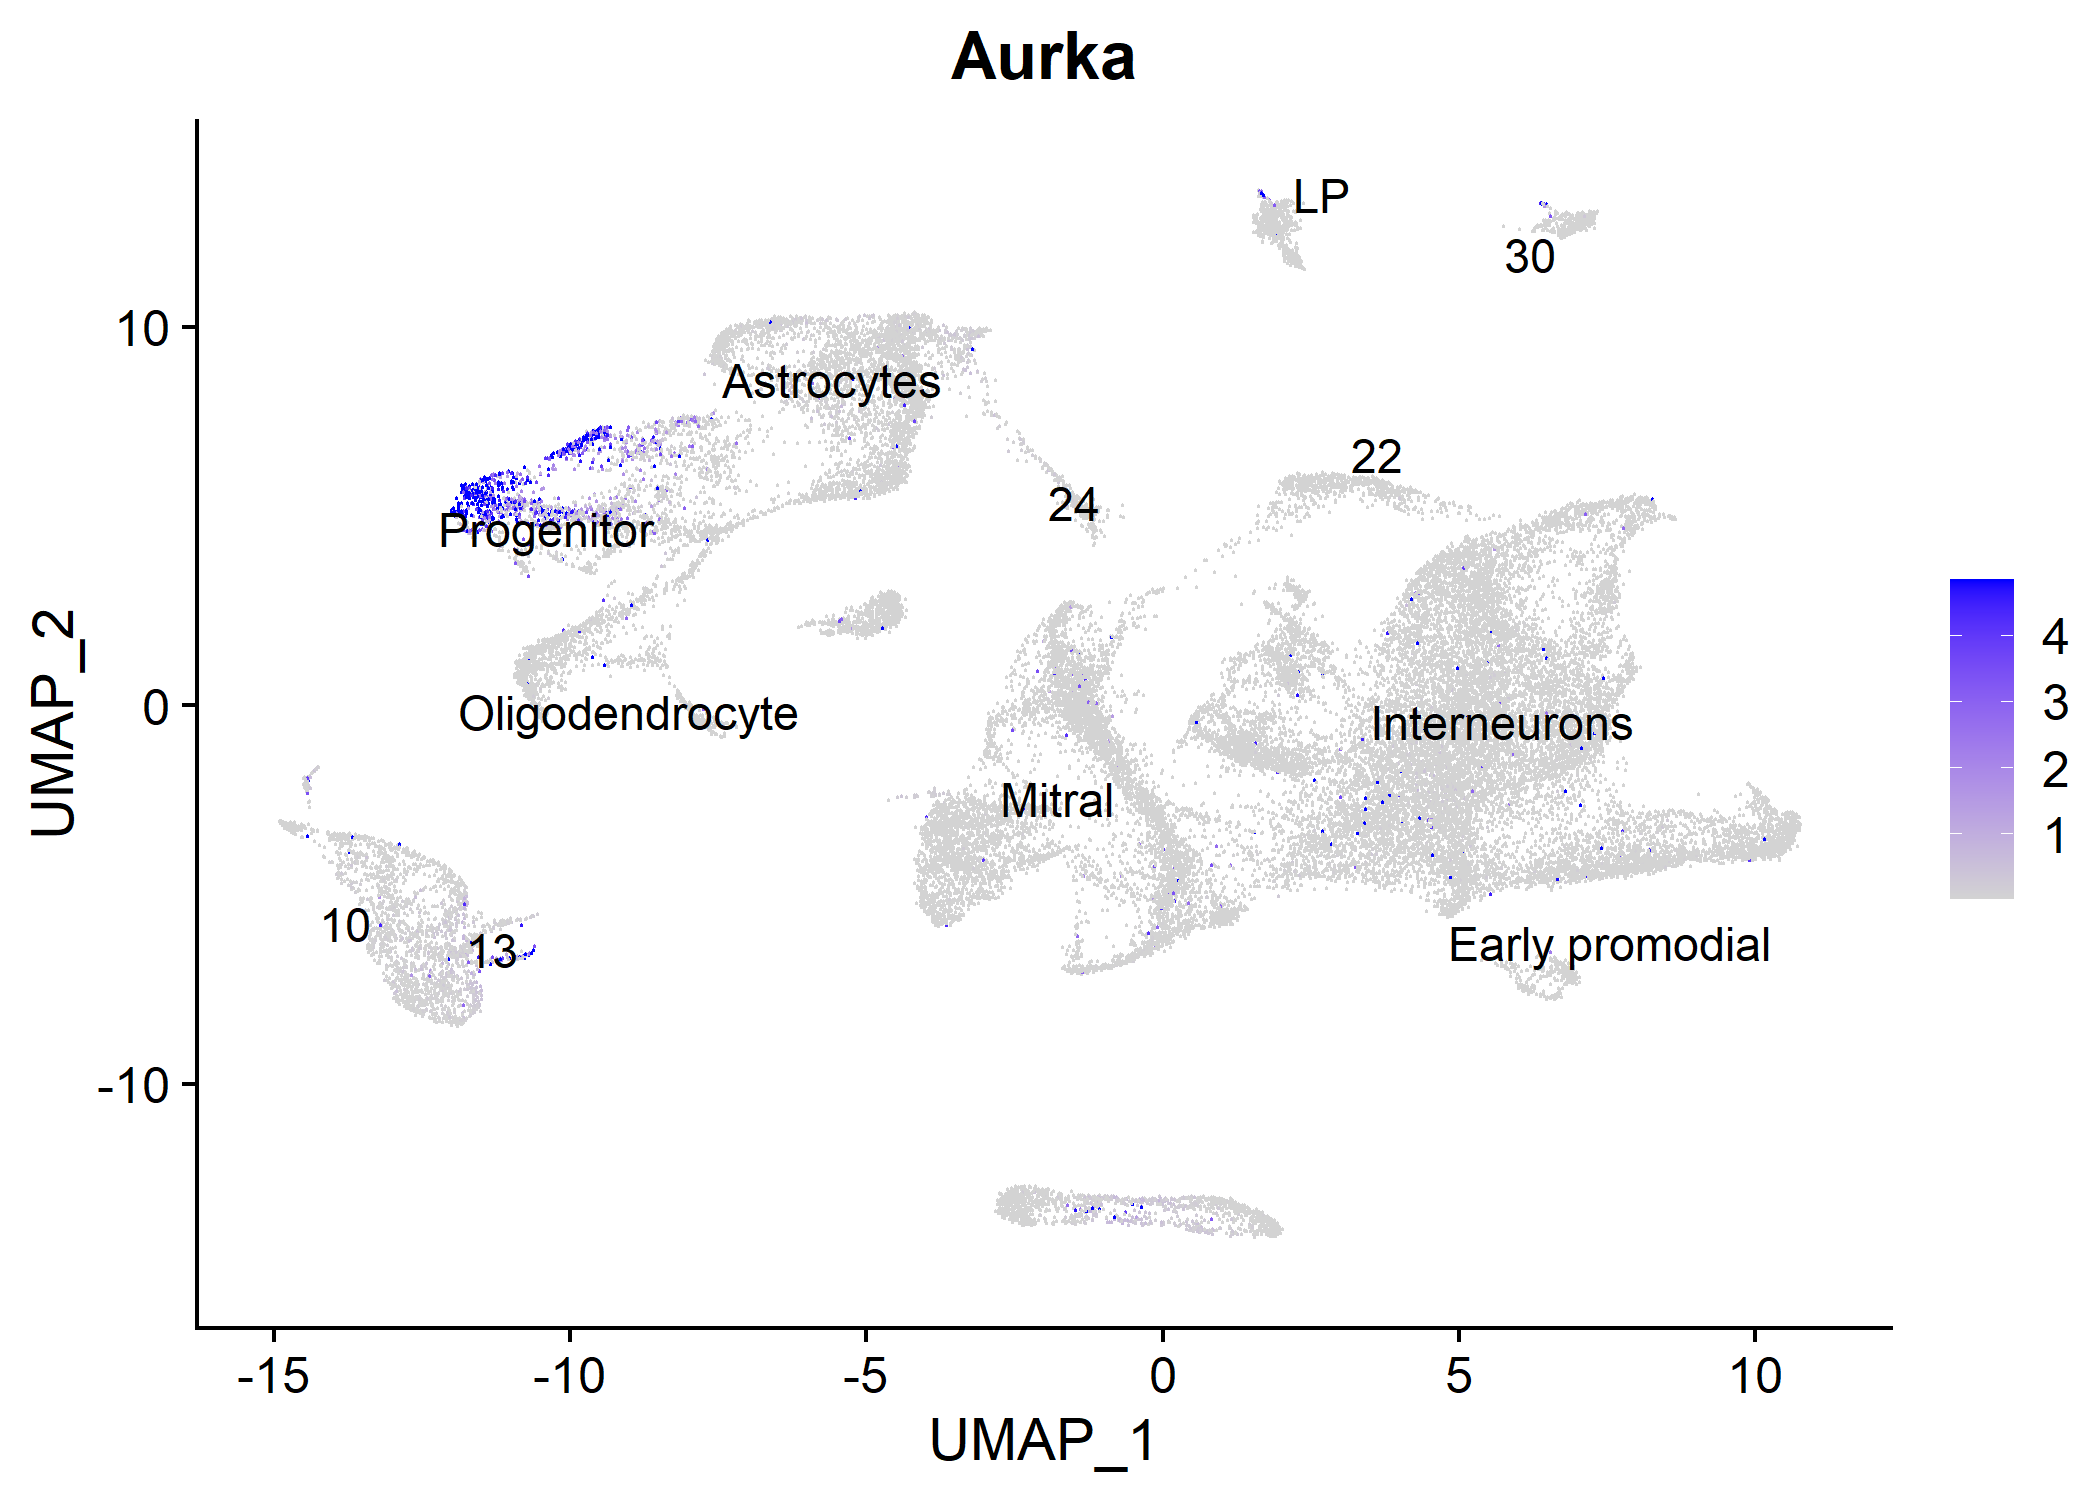 Aurka
LP
30
10
Astrocytes
22
24
Progenitor
4
3
2
1
UMAP_2
0
Oligodendrocyte
Interneurons
Mitral
10
13
Early promodial
-10
-15
-10
-5
0
5
10
UMAP_1